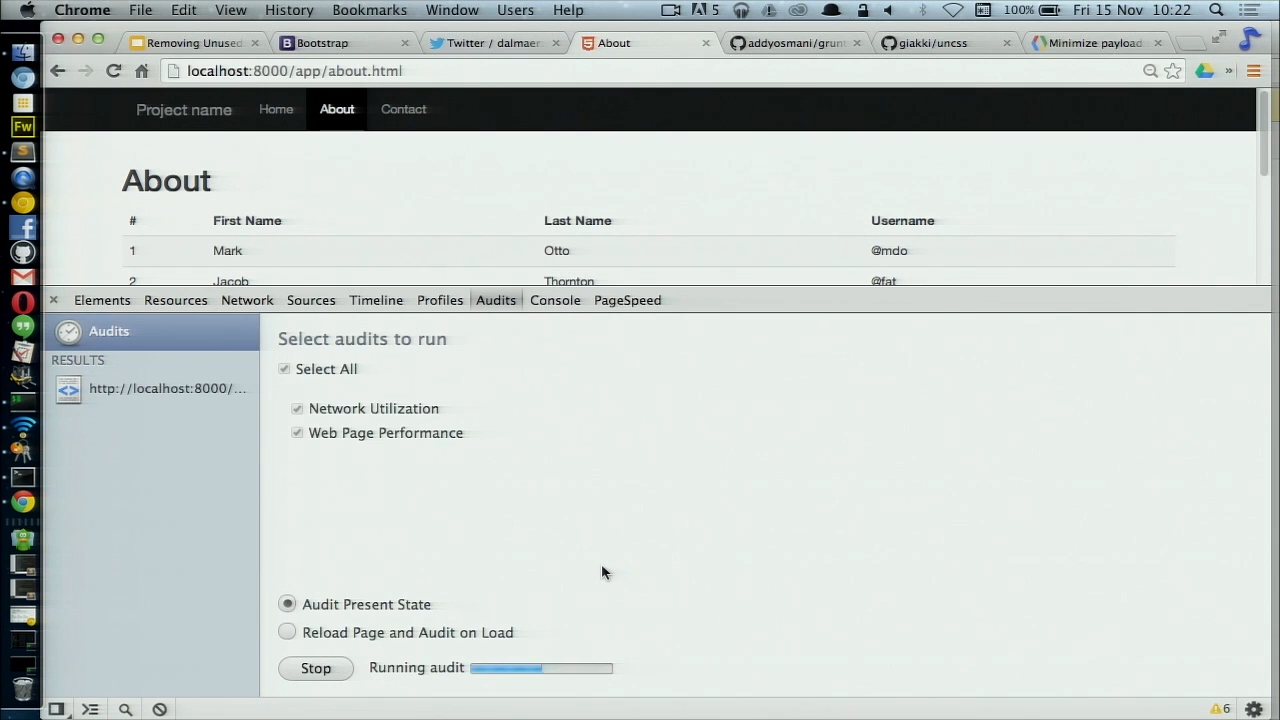 Chrome File Edit View History Bookmarks Window Users Help 5 100% Fri 15 Nov 10:22
Removing Unused Bootstrap Twitter / dalmaer About addyosmani/grunt giakki/uncss Minimize payload
localhost:8000/app/about.html
Project name Home About Contact
About
# First Name Last Name Username
1 Mark Otto @mdo
2 Jacob Thornton @fat
Elements Resources Network Sources Timeline Profiles Audits Console PageSpeed
Audits
RESULTS
http://localhost:8000/...
Select audits to run
Select All
Network Utilization
Web Page Performance
Audit Present State
Reload Page and Audit on Load
Stop Running audit
6
Fw